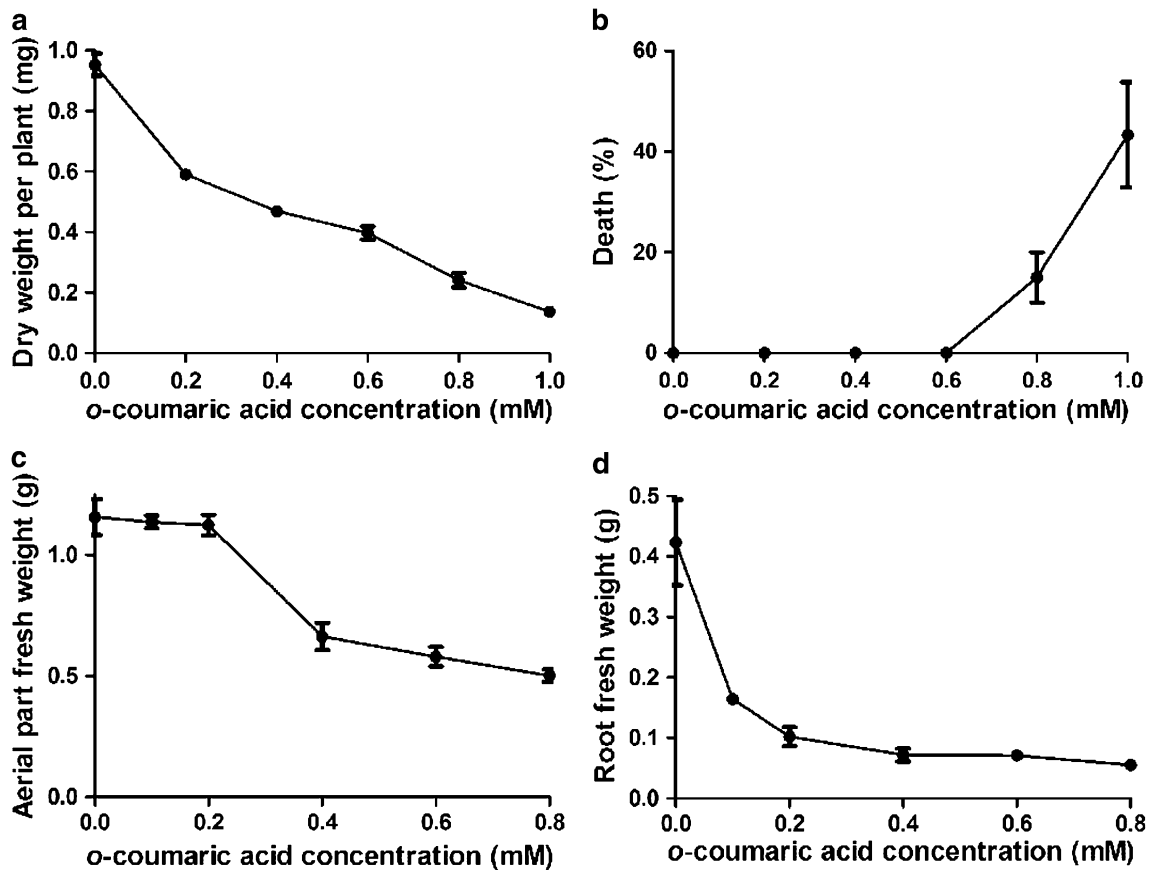 a
Dry weight per plant (mg)
1.0
0.8
0.6
0.4
0.2
0.0
0.0 0.2 0.4 0.6 0.8 1.0
o-coumaric acid concentration (mM)
b
Death (%)
60
40
20
0
0.0 0.2 0.4 0.6 0.8 1.0
o-coumaric acid concentration (mM)
c
Aerial part fresh weight (g)
1.0
0.5
0.0
0.0 0.2 0.4 0.6 0.8
o-coumaric acid concentration (mM)
d
Root fresh weight (g)
0.5
0.4
0.3
0.2
0.1
0.0
0.0 0.2 0.4 0.6 0.8
o-coumaric acid concentration (mM)